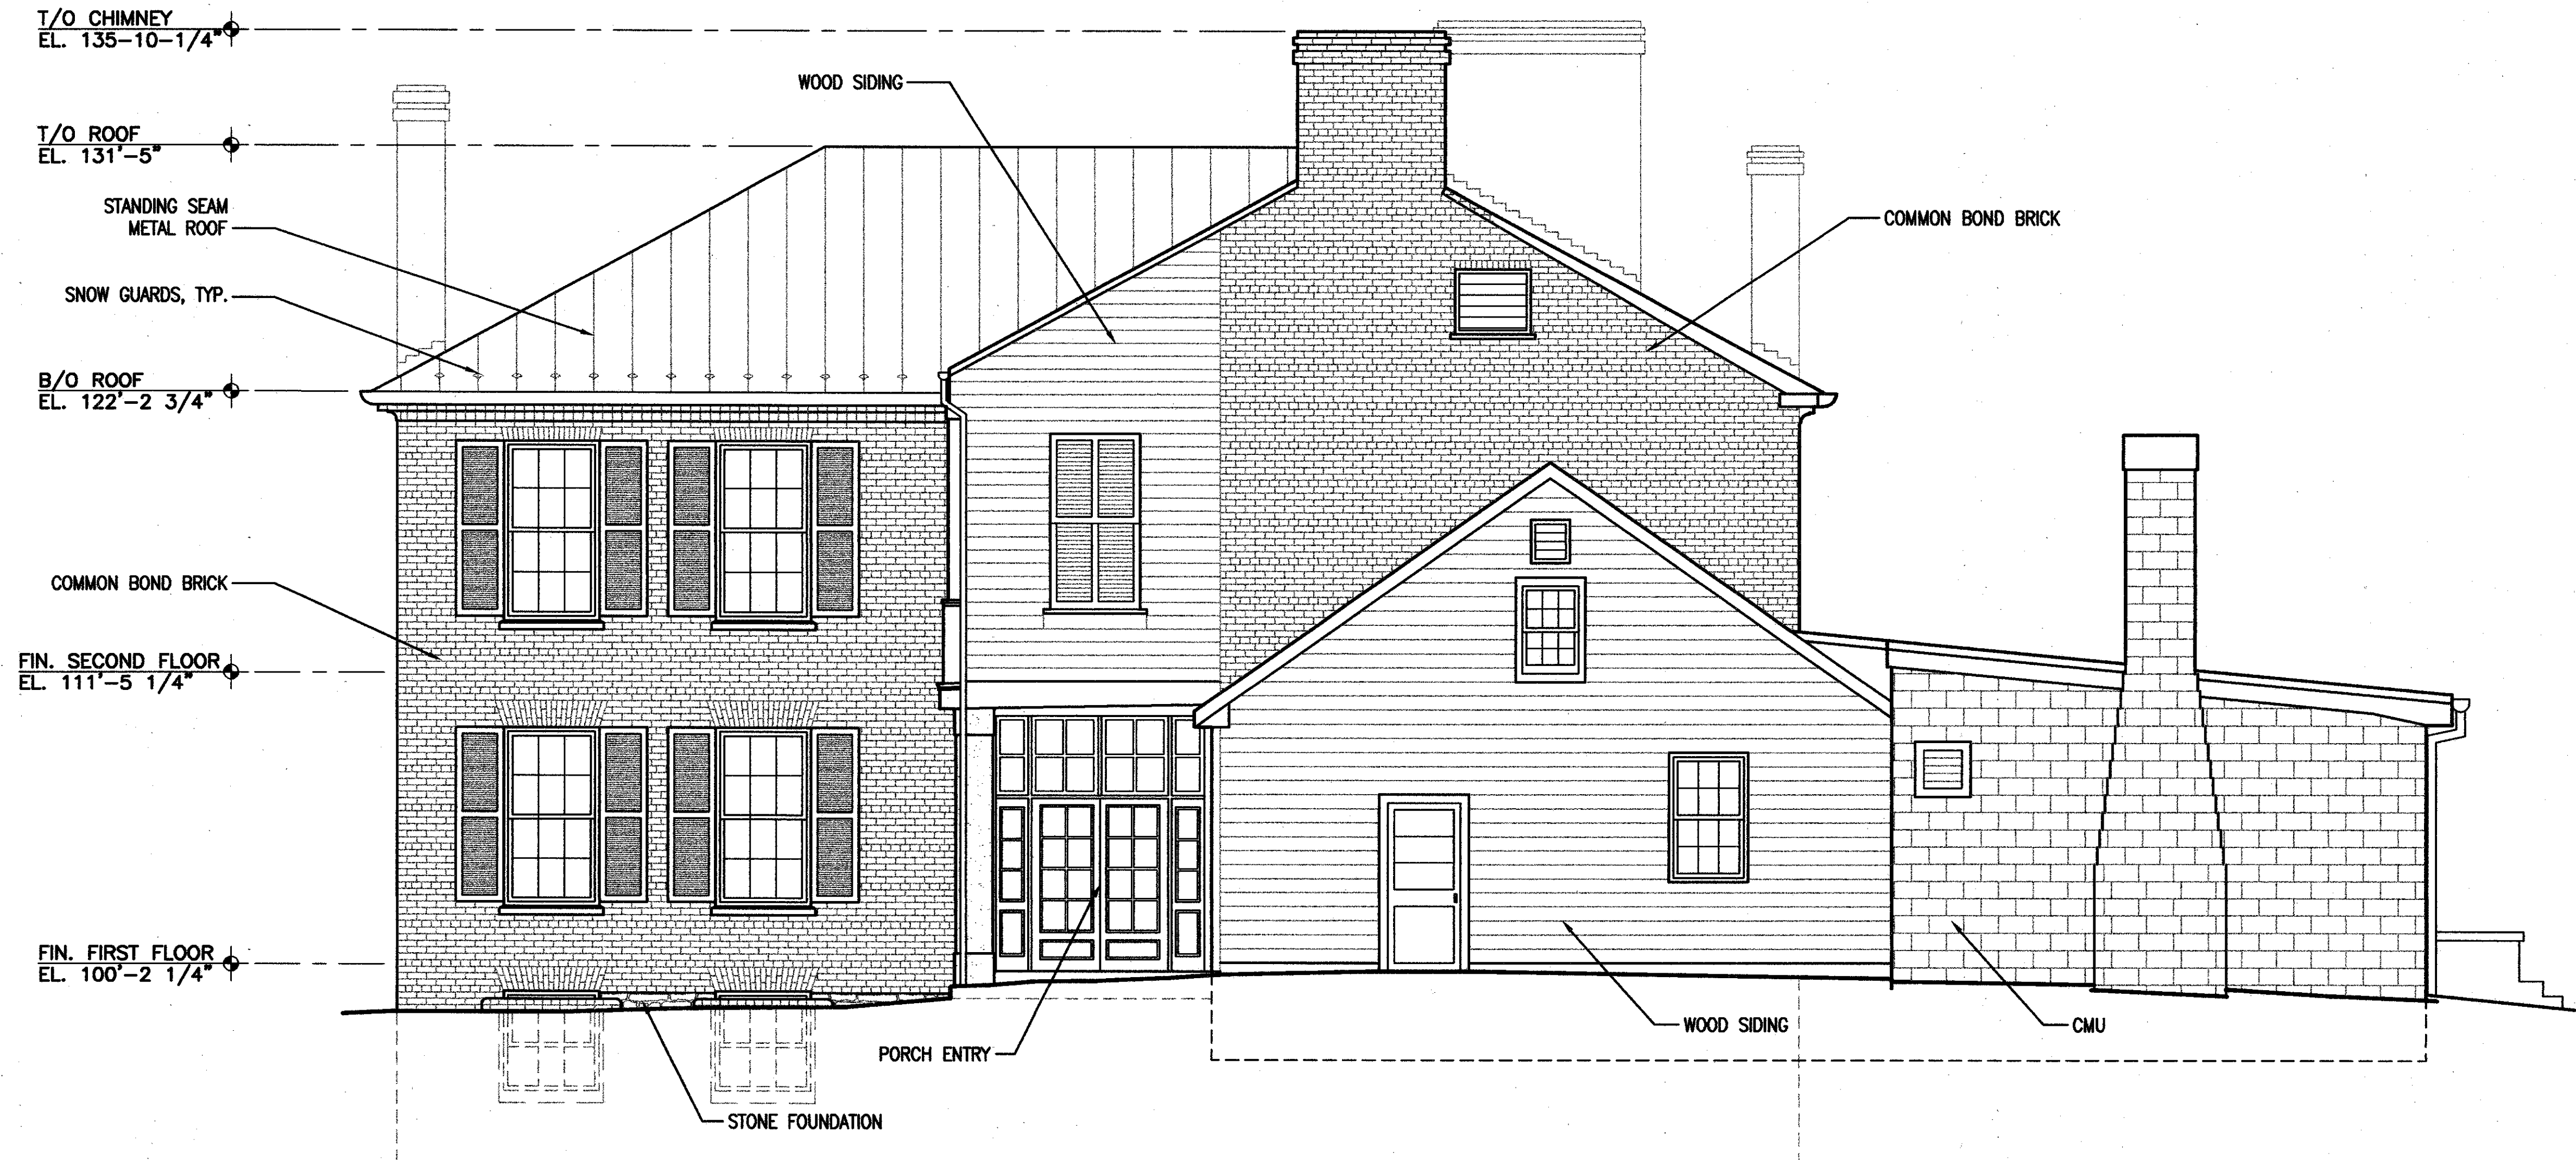 T/O CHIMNEY
EL. 135-10-1/4"
WOOD SIDING
T/O ROOF
EL. 131'-5"
STANDING SEAM
METAL ROOF
COMMON BOND BRICK
SNOW GUARDS, TYP.
B/O ROOF
EL. 122'-2 3/4"
COMMON BOND BRICK
FIN. SECOND FLOOR
EL. 111'-5 1/4"
FIN. FIRST FLOOR
EL. 100'-2 1/4"
WOOD SIDING
CMU
PORCH ENTRY
STONE FOUNDATION